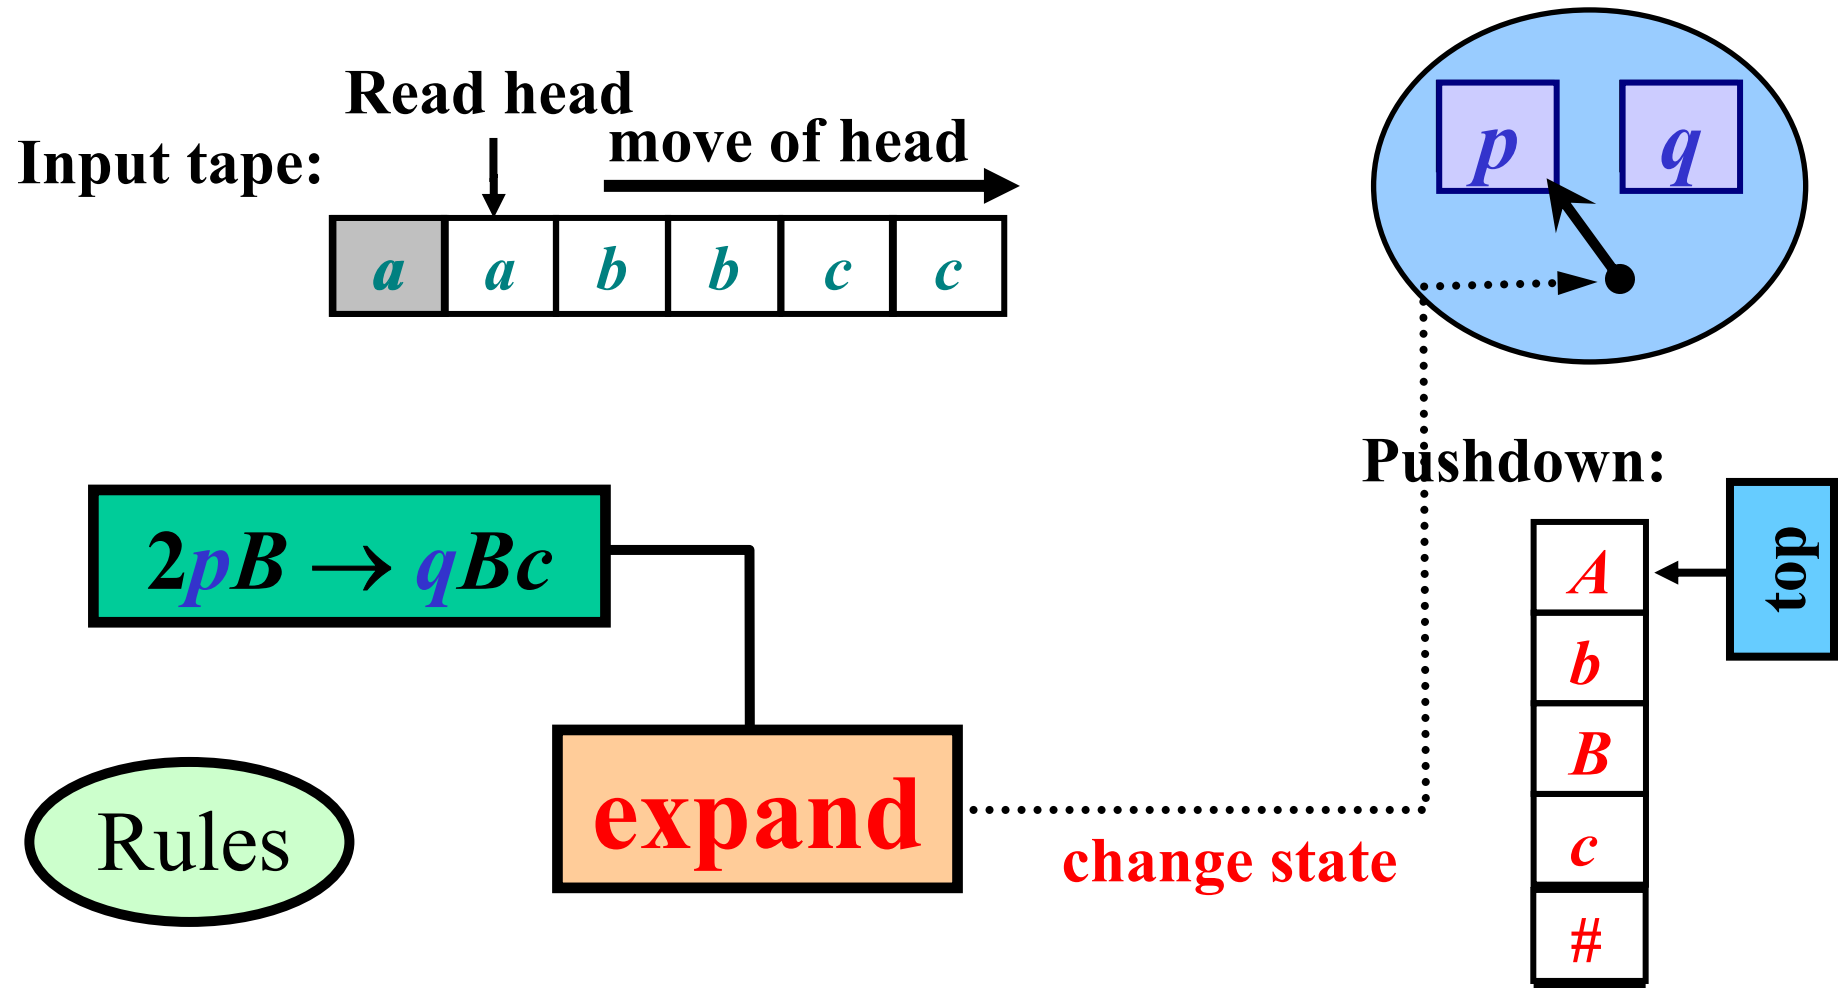 Read head
Input tape:
move of head
a a b b c c
p q
Pushdown:
2pB → qBc
top
A
b
B
c
#
expand
Rules
change state